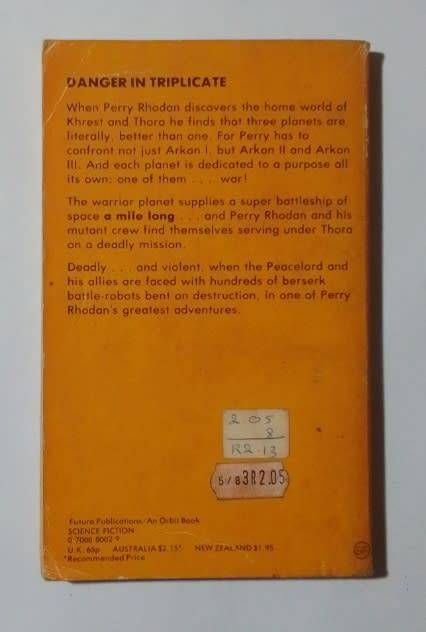 DANGER IN TRIPLICATE
When Perry Rhodan discovers the home world of
Khrest and Thora he finds that three planets are,
literally, better than one. For Perry has to
confront not just Arkon I, but Arkon II and Arkon
III. And each planet is dedicated to a purpose all
its own: one of them . . . war!
The warrior planet supplies a super battleship of
space a mile long . . . and Perry Rhodan and his
mutant crew find themselves serving under Thora
on a deadly mission.
Deadly . . . and violent, when the Peacelord and
his allies are faced with hundreds of berserk
battle-robots bent on destruction, in one of Perry
Rhodan's greatest adventures.
2 05
8
R2.13
5/83R2.05
Futura Publications/An Orbit Book
SCIENCE FICTION
0 7088 8002 9
U.K. 65p AUSTRALIA $2.15* NEW ZEALAND $1.95
*Recommended Price